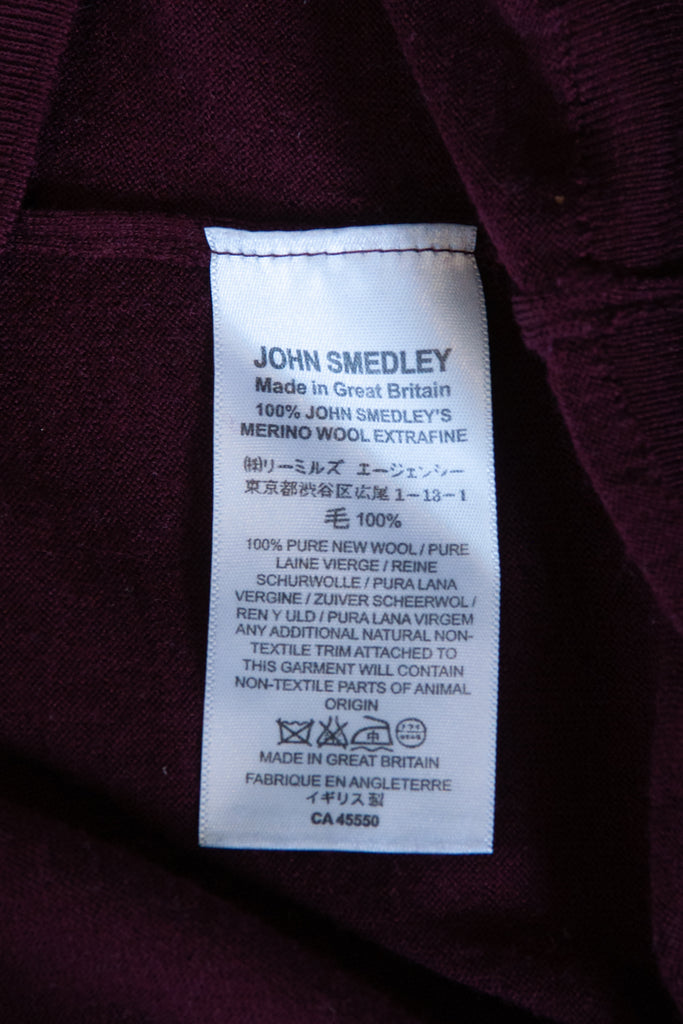 JOHN SMEDLEY
Made in Great Britain
100% JOHN SMEDLEY'S
MERINO WOOL EXTRAFINE
㈱リーミルズ エージェンシー
東京都渋谷区広尾1-13-1
毛 100%
100% PURE NEW WOOL / PURE
LAINE VIERGE / REINE
SCHURWOLLE / PURA LANA
VERGINE / ZUIVER SCHEERWOL /
REN Y ULD / PURA LANA VIRGEM
ANY ADDITIONAL NATURAL NON-
TEXTILE TRIM ATTACHED TO
THIS GARMENT WILL CONTAIN
NON-TEXTILE PARTS OF ANIMAL
ORIGIN
中
MADE IN GREAT BRITAIN
FABRIQUE EN ANGLETERRE
イギリス製
CA 45550